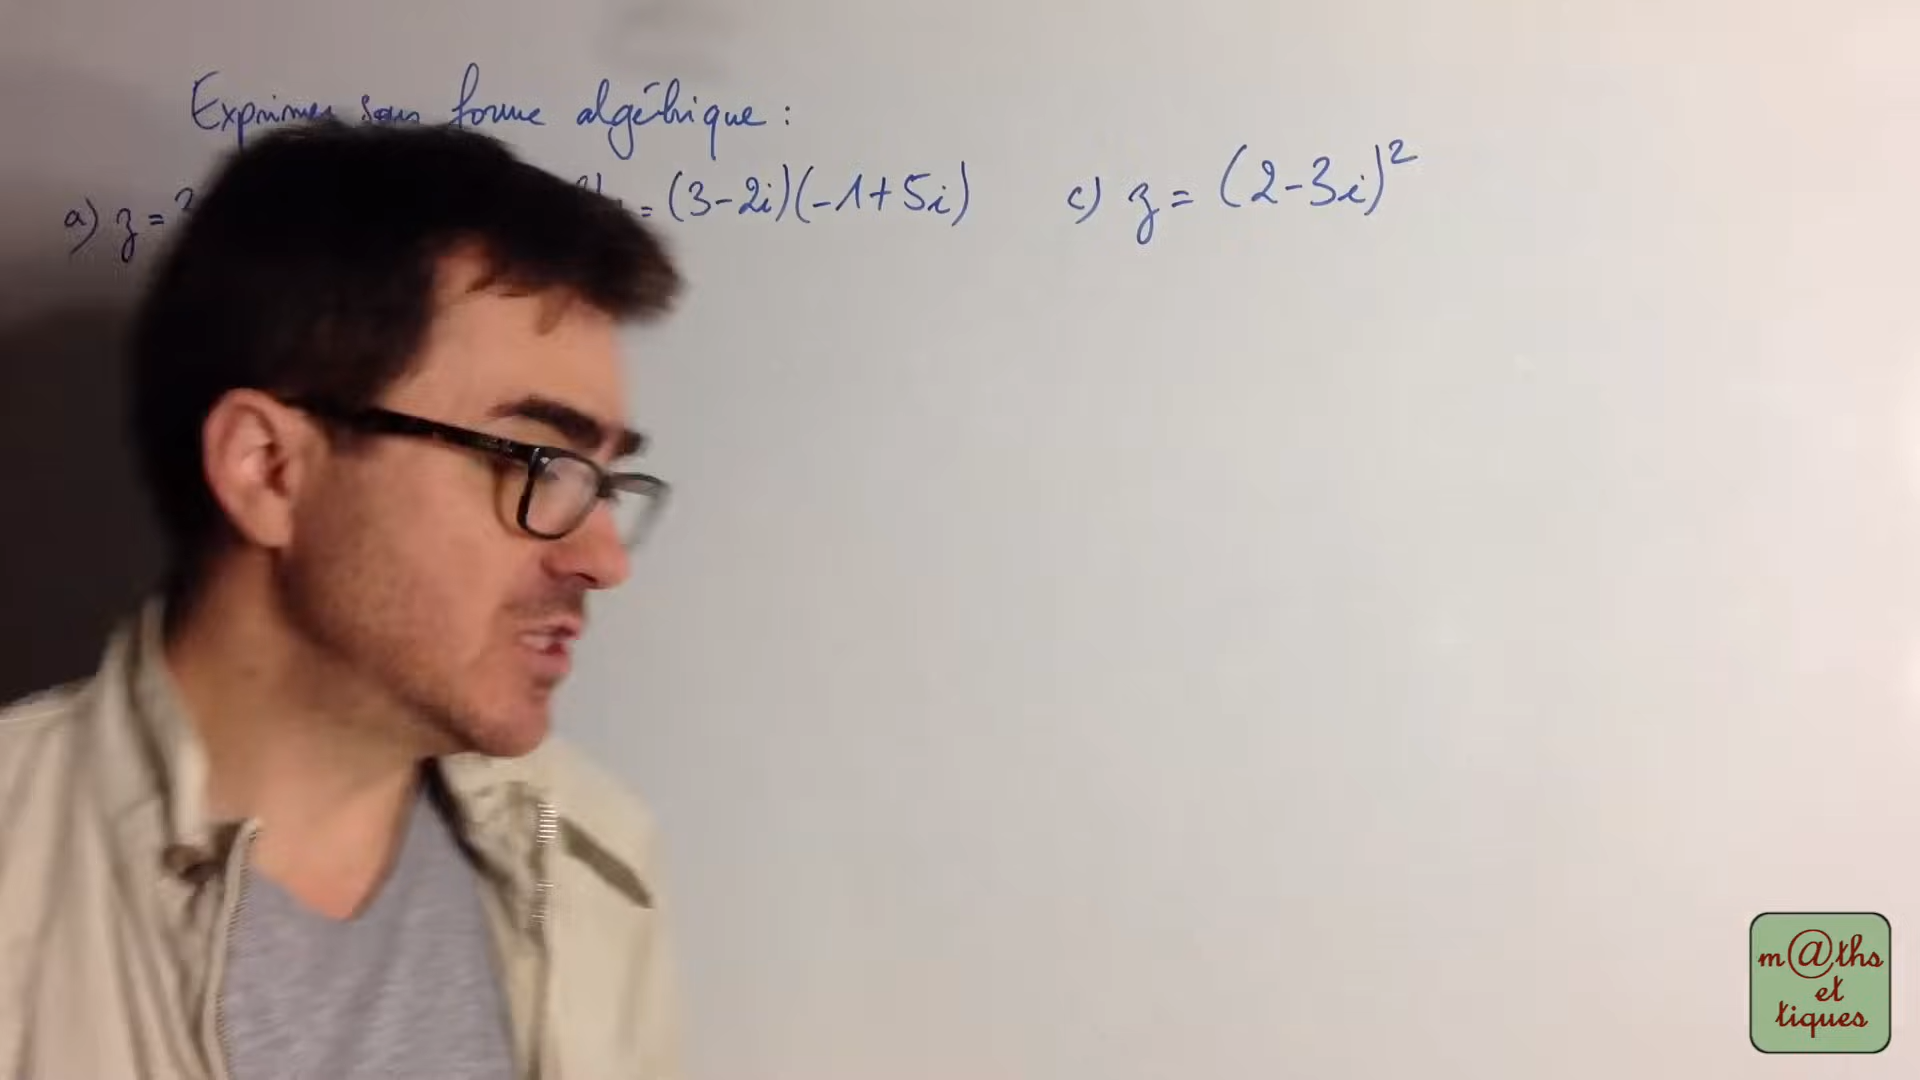 Exprimer sous forme algébrique :
a) z = = (3-2i)(-1+5i) c) z = (2-3i)²
m@ths
et
tiques